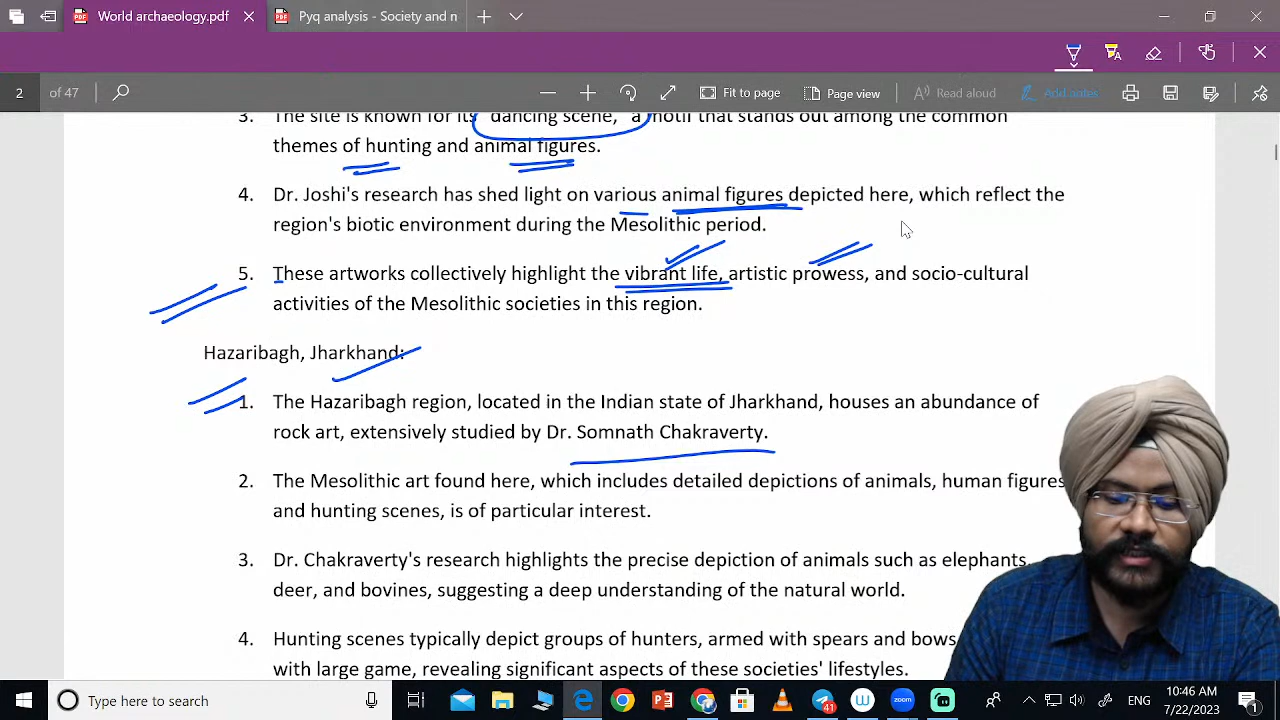 World archaeology.pdf
Pyq analysis - Society and n
2 of 47
Fit to page
Page view
Read aloud
Add notes
3. The site is known for its "dancing scene," a motif that stands out among the common
themes of hunting and animal figures.
4. Dr. Joshi's research has shed light on various animal figures depicted here, which reflect the
region's biotic environment during the Mesolithic period.
5. These artworks collectively highlight the vibrant life, artistic prowess, and socio-cultural
activities of the Mesolithic societies in this region.
Hazaribagh, Jharkhand:
1. The Hazaribagh region, located in the Indian state of Jharkhand, houses an abundance of
rock art, extensively studied by Dr. Somnath Chakraverty.
2. The Mesolithic art found here, which includes detailed depictions of animals, human figures
and hunting scenes, is of particular interest.
3. Dr. Chakraverty's research highlights the precise depiction of animals such as elephants,
deer, and bovines, suggesting a deep understanding of the natural world.
4. Hunting scenes typically depict groups of hunters, armed with spears and bows
with large game, revealing significant aspects of these societies' lifestyles.
Type here to search
41
ENG
10:46 AM
7/22/2023
1